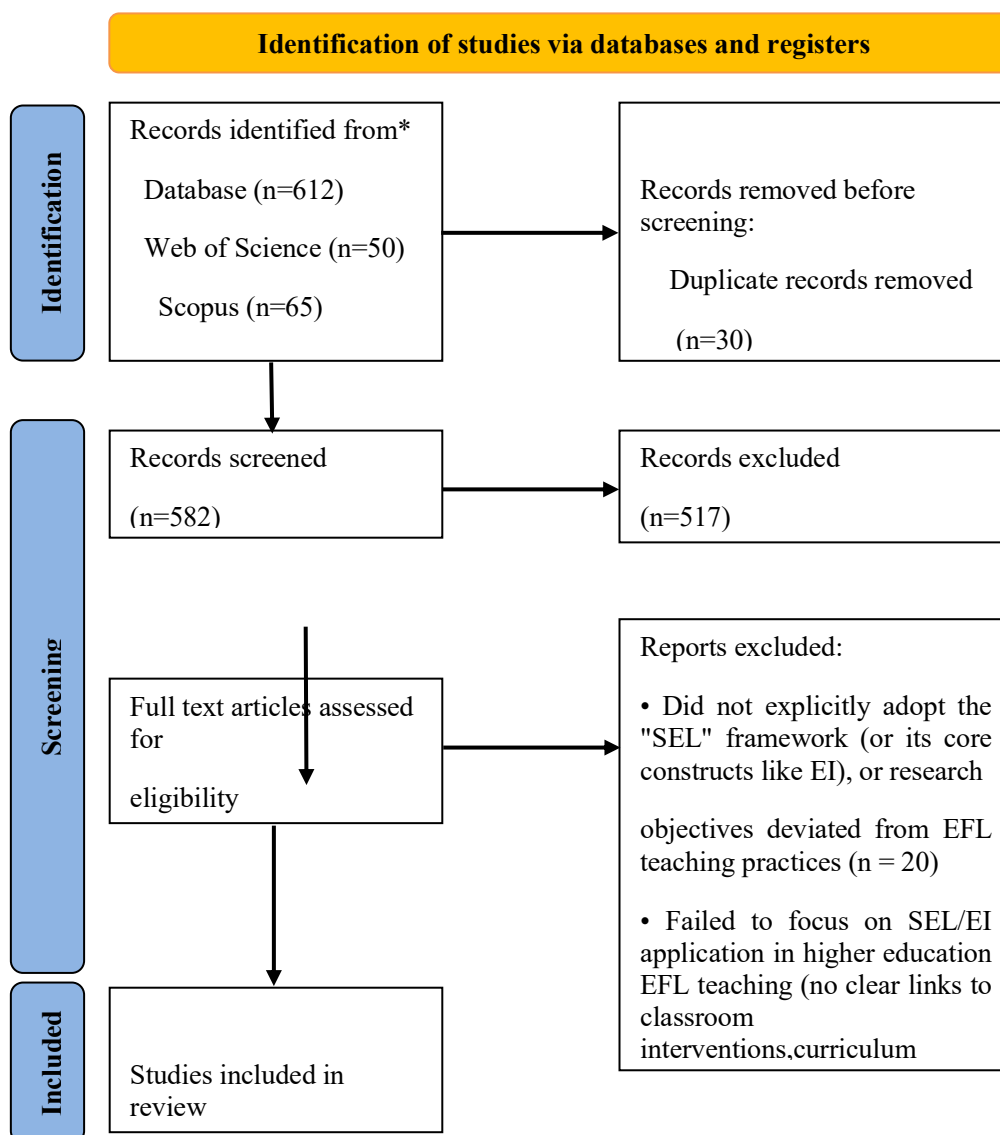 Identification of studies via databases and registers
Identification
Records identified from*
Database (n=612)
Web of Science (n=50)
Scopus (n=65)
Records removed before
screening:
Duplicate records removed
(n=30)
Screening
Records screened
(n=582)
Records excluded
(n=517)
Full text articles assessed
for
eligibility
Reports excluded:
• Did not explicitly adopt the
"SEL" framework (or its core
constructs like EI), or research
objectives deviated from EFL
teaching practices (n = 20)
• Failed to focus on SEL/EI
application in higher education
EFL teaching (no clear links to
classroom
interventions,curriculum
Included
Studies included in
review